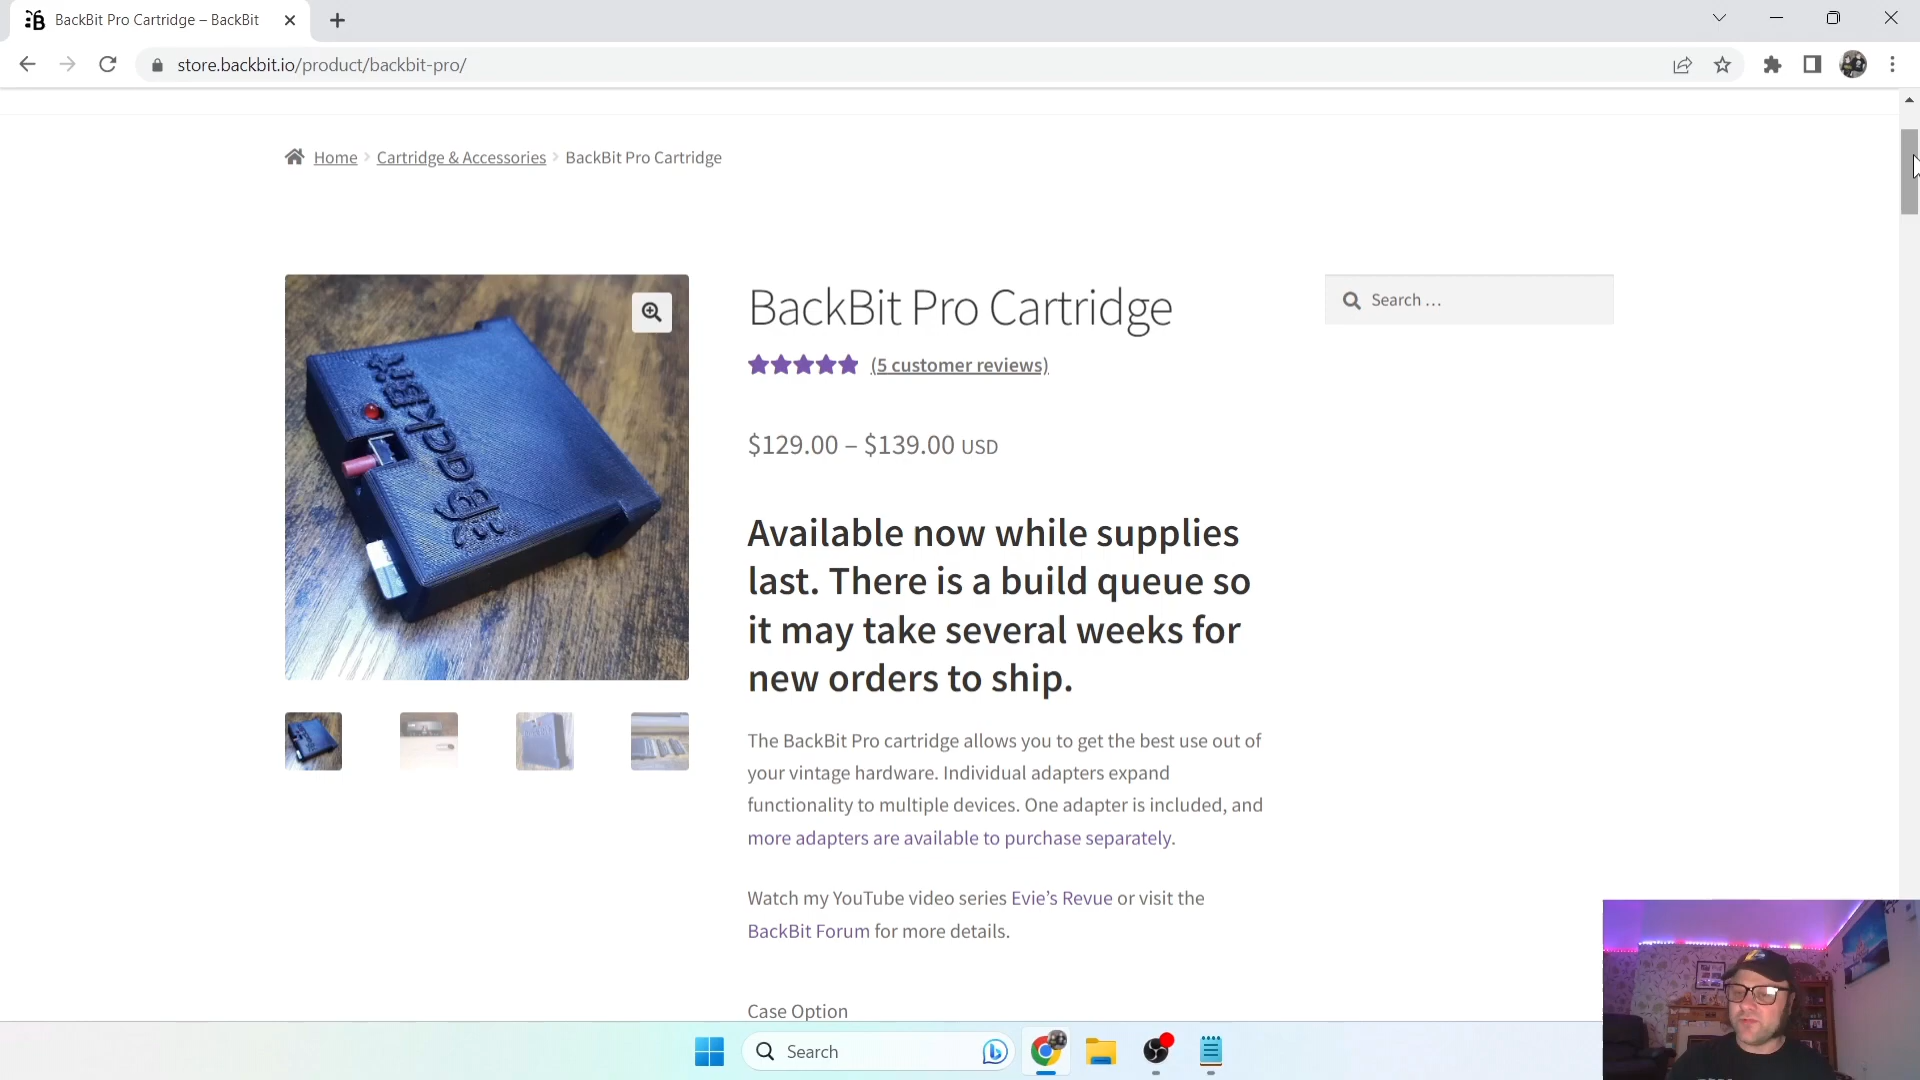 BackBit Pro Cartridge – BackBit
store.backbit.io/product/backbit-pro/
Home > Cartridge & Accessories > BackBit Pro Cartridge
BackBit
BackBit Pro Cartridge
(5 customer reviews)
$129.00 – $139.00 USD
Available now while supplies
last. There is a build queue so
it may take several weeks for
new orders to ship.
The BackBit Pro cartridge allows you to get the best use out of
your vintage hardware. Individual adapters expand
functionality to multiple devices. One adapter is included, and
more adapters are available to purchase separately.
Watch my YouTube video series Evie’s Revue or visit the
BackBit Forum for more details.
Case Option
Search …
Search